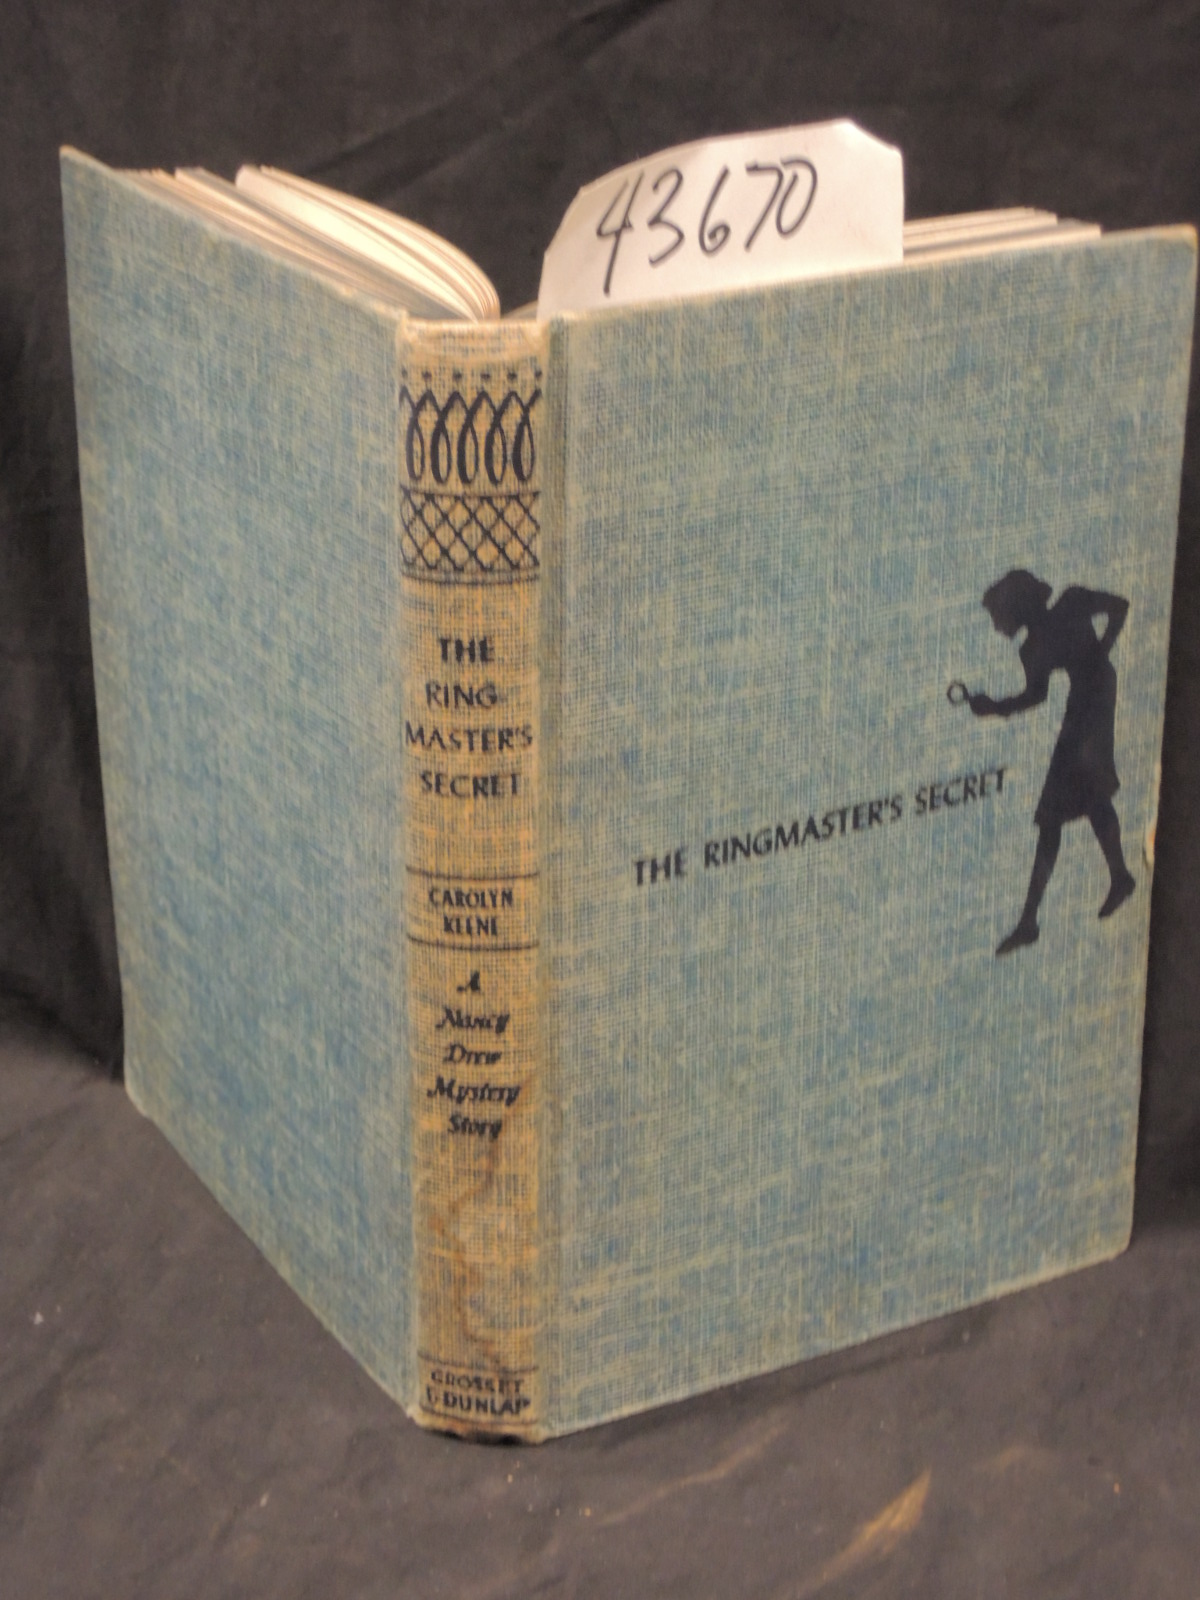 43670
THE
RING-
MASTER'S
SECRET
CAROLYN
KEENE
A
Nancy
Drew
Mystery
Story
GROSSET
& DUNLAP
THE RINGMASTER'S SECRET